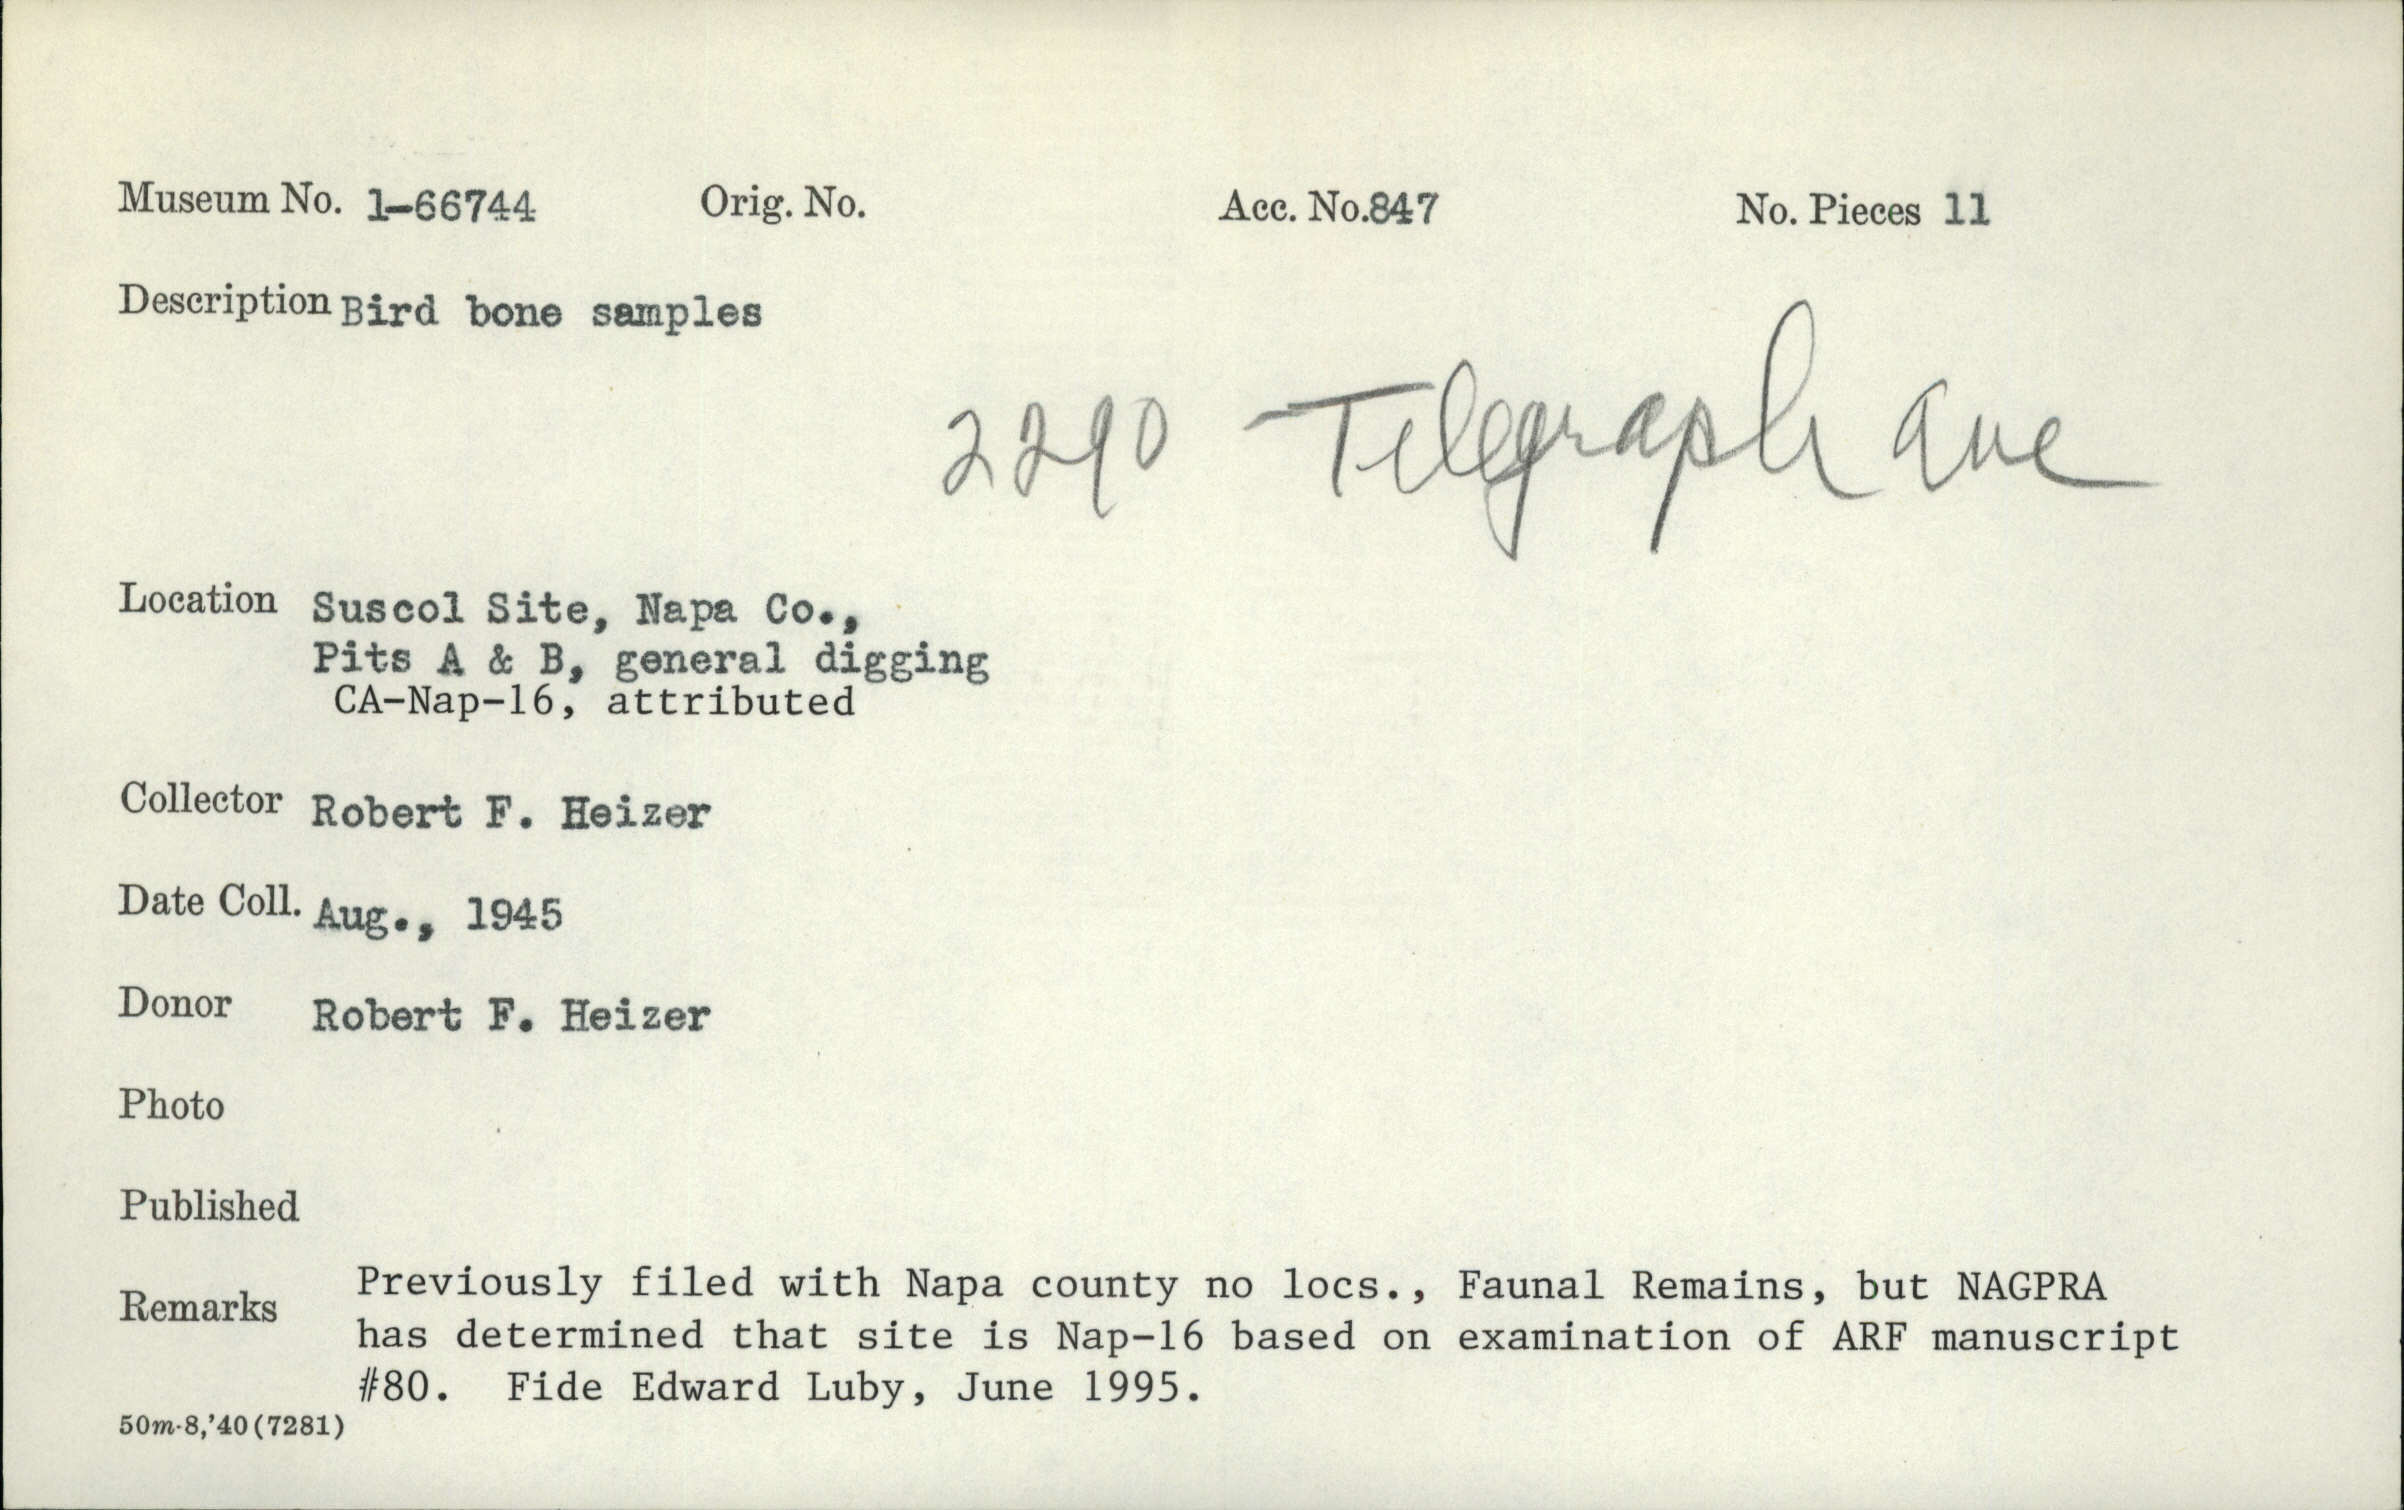 Museum No. 1-66744 Orig. No. Acc. No.847 No. Pieces 11
Description Bird bone samples
2290 Telegraph Ave
Location Suscol Site, Napa Co.,
Pits A & B, general digging
CA-Nap-16, attributed
Collector Robert F. Heizer
Date Coll. Aug., 1945
Donor Robert F. Heizer
Photo
Published
Remarks Previously filed with Napa county no locs., Faunal Remains, but NAGPRA
has determined that site is Nap-16 based on examination of ARF manuscript
#80. Fide Edward Luby, June 1995.
50m-8,'40(7281)